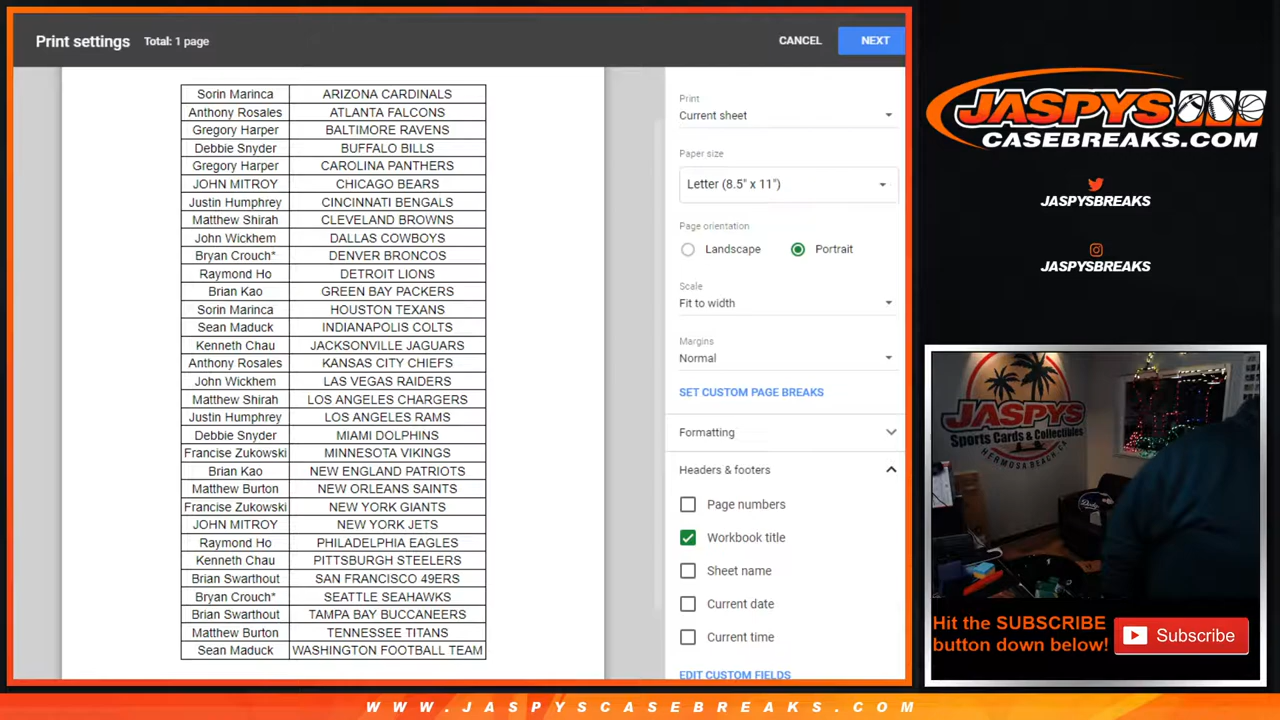 Print settings Total: 1 page CANCEL NEXT
Sorin Marinca ARIZONA CARDINALS
Anthony Rosales ATLANTA FALCONS
Gregory Harper BALTIMORE RAVENS
Debbie Snyder BUFFALO BILLS
Gregory Harper CAROLINA PANTHERS
JOHN MITROY CHICAGO BEARS
Justin Humphrey CINCINNATI BENGALS
Matthew Shirah CLEVELAND BROWNS
John Wickhem DALLAS COWBOYS
Bryan Crouch* DENVER BRONCOS
Raymond Ho DETROIT LIONS
Brian Kao GREEN BAY PACKERS
Sorin Marinca HOUSTON TEXANS
Sean Maduck INDIANAPOLIS COLTS
Kenneth Chau JACKSONVILLE JAGUARS
Anthony Rosales KANSAS CITY CHIEFS
John Wickhem LAS VEGAS RAIDERS
Matthew Shirah LOS ANGELES CHARGERS
Justin Humphrey LOS ANGELES RAMS
Debbie Snyder MIAMI DOLPHINS
Francise Zukowski MINNESOTA VIKINGS
Brian Kao NEW ENGLAND PATRIOTS
Matthew Burton NEW ORLEANS SAINTS
Francise Zukowski NEW YORK GIANTS
JOHN MITROY NEW YORK JETS
Raymond Ho PHILADELPHIA EAGLES
Kenneth Chau PITTSBURGH STEELERS
Brian Swarthout SAN FRANCISCO 49ERS
Bryan Crouch* SEATTLE SEAHAWKS
Brian Swarthout TAMPA BAY BUCCANEERS
Matthew Burton TENNESSEE TITANS
Sean Maduck WASHINGTON FOOTBALL TEAM
Print
Current sheet
Paper size
Letter (8.5" x 11")
Page orientation
Landscape Portrait
Scale
Fit to width
Margins
Normal
SET CUSTOM PAGE BREAKS
Formatting
Headers & footers
Page numbers
Workbook title
Sheet name
Current date
Current time
EDIT CUSTOM FIELDS
JASPYS
CASEBREAKS.COM
JASPYSBREAKS
JASPYSBREAKS
JASPYS
Sports Cards & Collectibles
HERMOSA BEACH, CA
Dodgers
Hit the SUBSCRIBE
button down below!
Subscribe
WWW.JASPYSCASEBREAKS.COM